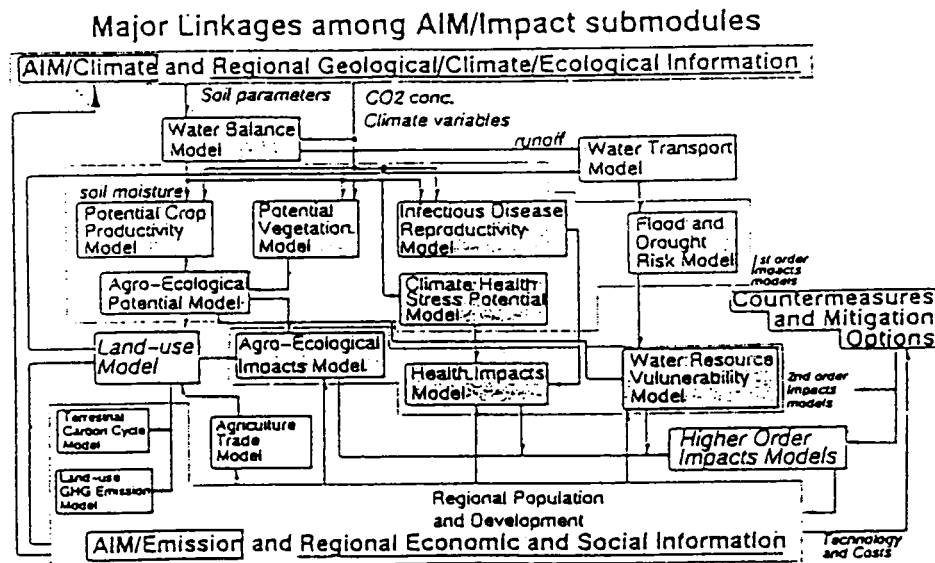 Major Linkages among AIM/Impact submodules
AIM/Climate and Regional Geological/Climate/Ecological Information
Soil parameters
CO2 conc.
Climate variables
Water Balance
Model
runoff
Water Transport
Model
soil moisture
Potential Crop
Productivity
Model
Potential
Vegetation
Model
Infectious Disease
Reproductivity
Model
Flood and
Drought
Risk Model
1st order
Impacts
models
Agro-Ecological
Potential Model
Climate Health
Stress Potential
Model
Countermeasures
and Mitigation
Options
Land-use
Model
Agro-Ecological
Impacts Model
Health Impacts
Model
Water Resource
Vulunerability
Model
2nd order
Impacts
models
Terrestrial
Carbon Cycle
Model
Agriculture
Trade
Model
Higher Order
Impacts Models
Land-use
GHG Emission
Model
Regional Population
and Development
AIM/Emission and Regional Economic and Social Information
Technology
and Costs